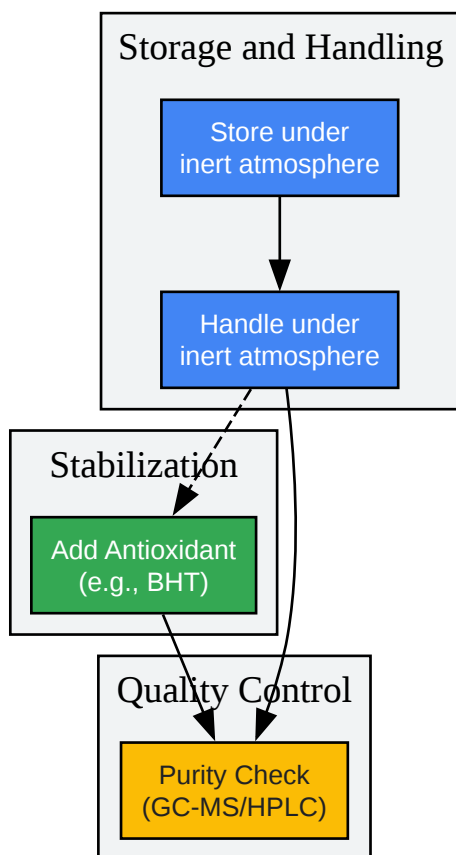 Storage and Handling
Store under
inert atmosphere
Handle under
inert atmosphere
Stabilization
Add Antioxidant
(e.g., BHT)
Quality Control
Purity Check
(GC-MS/HPLC)